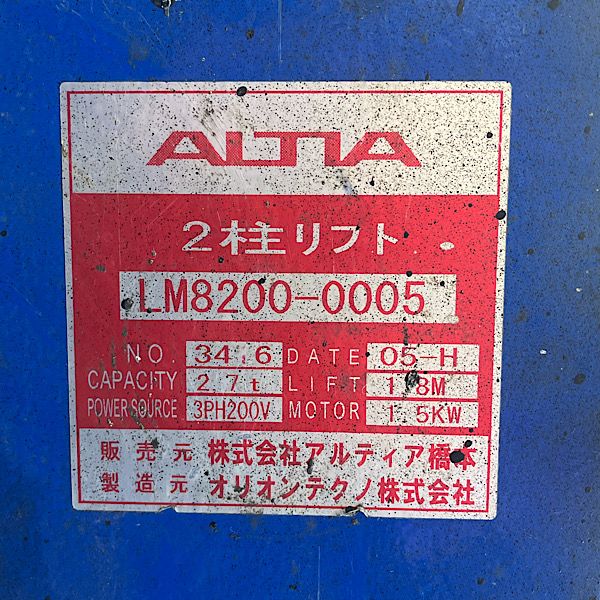 ALTIA
2柱リフト
LM8200-0005
NO. 34.6 DATE 05-H
CAPACITY 2.7t LIFT 1.8M
POWER SOURCE 3PH200V MOTOR 1.5KW
販売元 株式会社アルティア橋本
製造元 オリオンテクノ株式会社